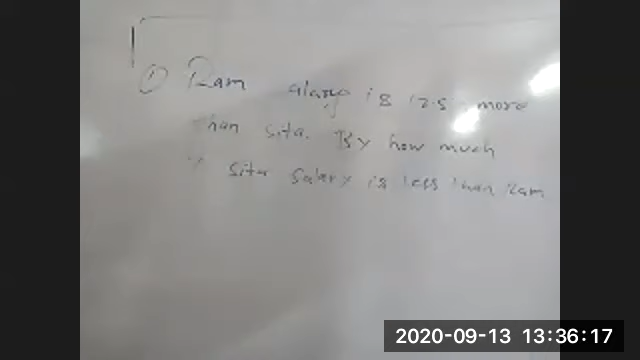 ① Ram alary is 12.5 more
than sita. By how much
% sita salary is less than Ram
2020-09-13 13:36:17